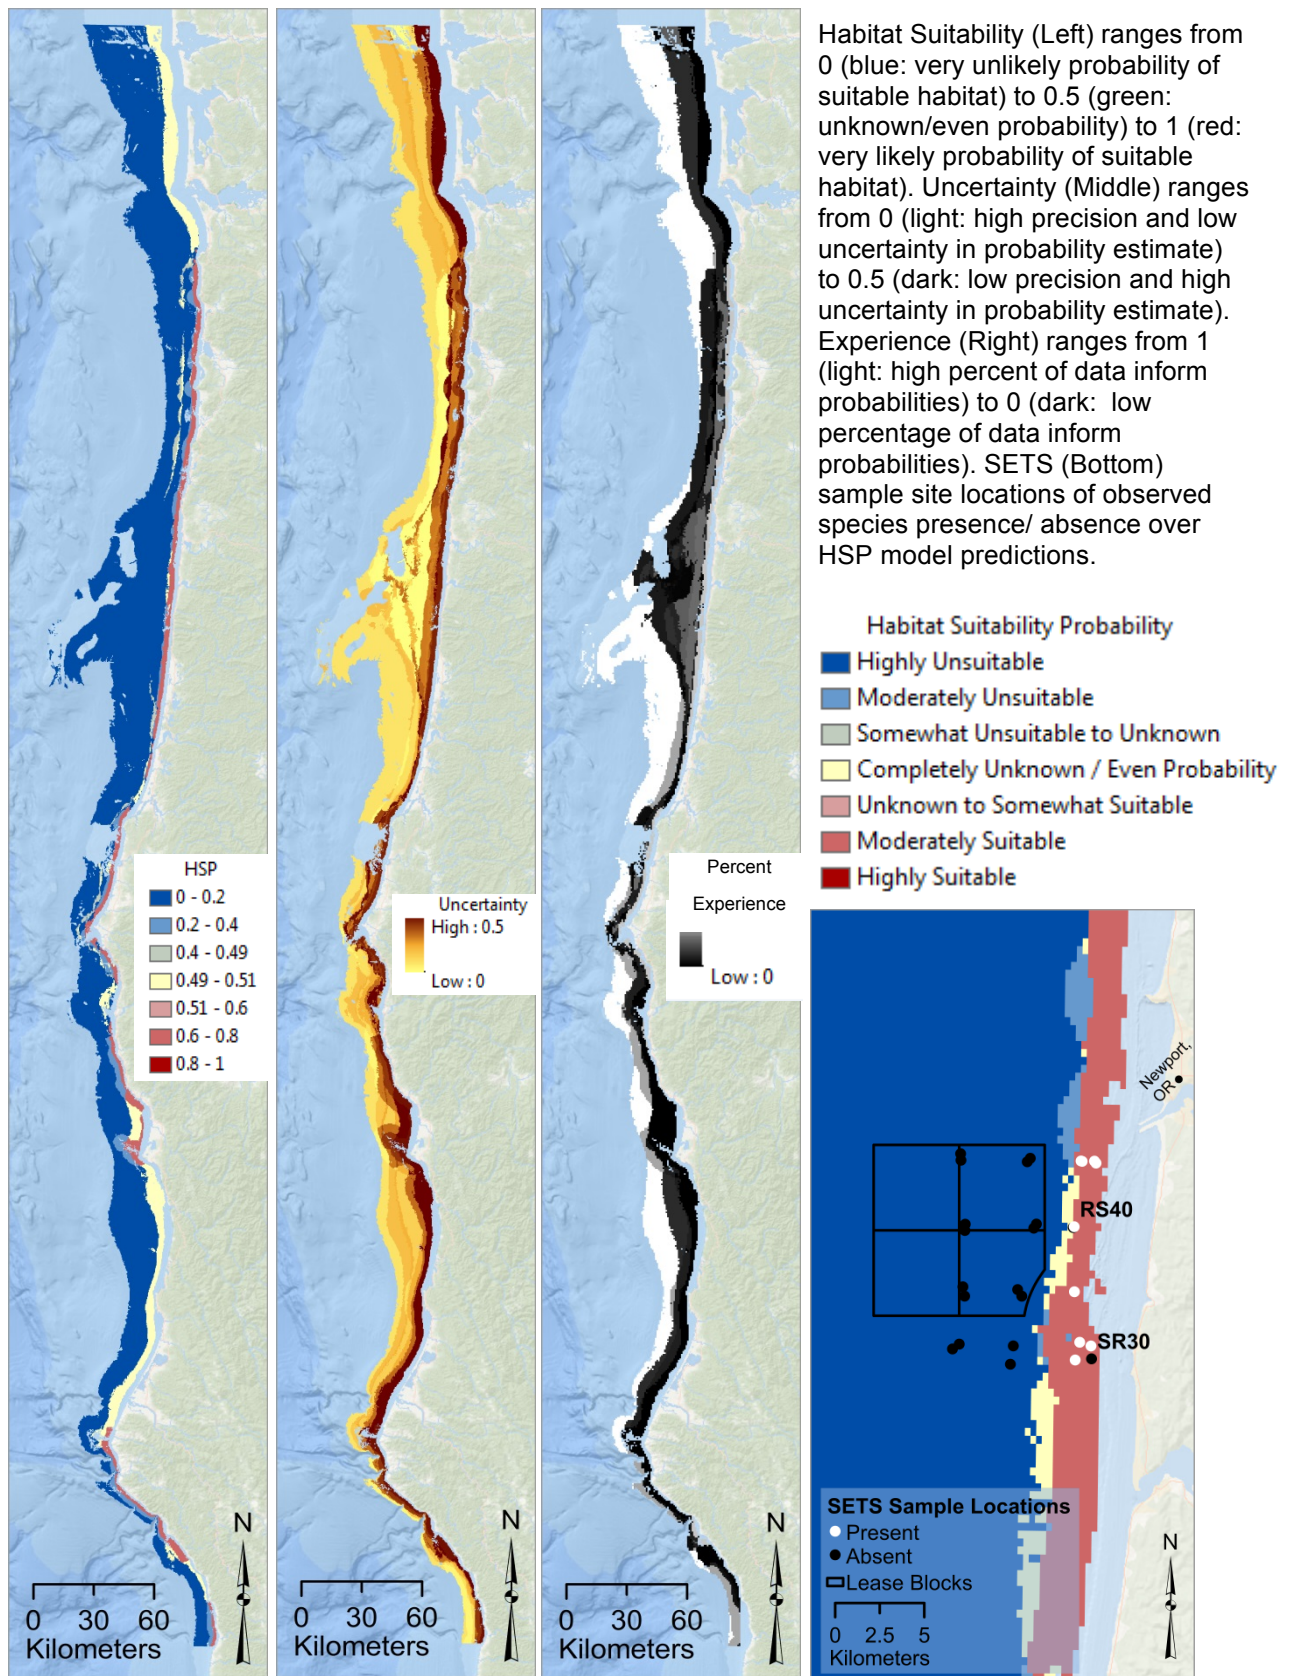 Habitat Suitability (Left) ranges from
0 (blue: very unlikely probability of
suitable habitat) to 0.5 (green:
unknown/even probability) to 1 (red:
very likely probability of suitable
habitat). Uncertainty (Middle) ranges
from 0 (light: high precision and low
uncertainty in probability estimate)
to 0.5 (dark: low precision and high
uncertainty in probability estimate).
Experience (Right) ranges from 1
(light: high percent of data inform
probabilities) to 0 (dark:  low
percentage of data inform
probabilities). SETS (Bottom)
sample site locations of observed
species presence/ absence over
HSP model predictions.
Habitat Suitability Probability
Highly Unsuitable
Moderately Unsuitable
Somewhat Unsuitable to Unknown
Completely Unknown / Even Probability
Unknown to Somewhat Suitable
Moderately Suitable
Highly Suitable
HSP
0 - 0.2
0.2 - 0.4
0.4 - 0.49
0.49 - 0.51
0.51 - 0.6
0.6 - 0.8
0.8 - 1
N
0 30 60
Kilometers
Uncertainty
High : 0.5
Low : 0
N
0 30 60
Kilometers
Percent
Experience
Low : 0
N
0 30 60
Kilometers
Newport,
OR
RS40
SR30
SETS Sample Locations
Present
Absent
Lease Blocks
0 2.5 5
Kilometers
N